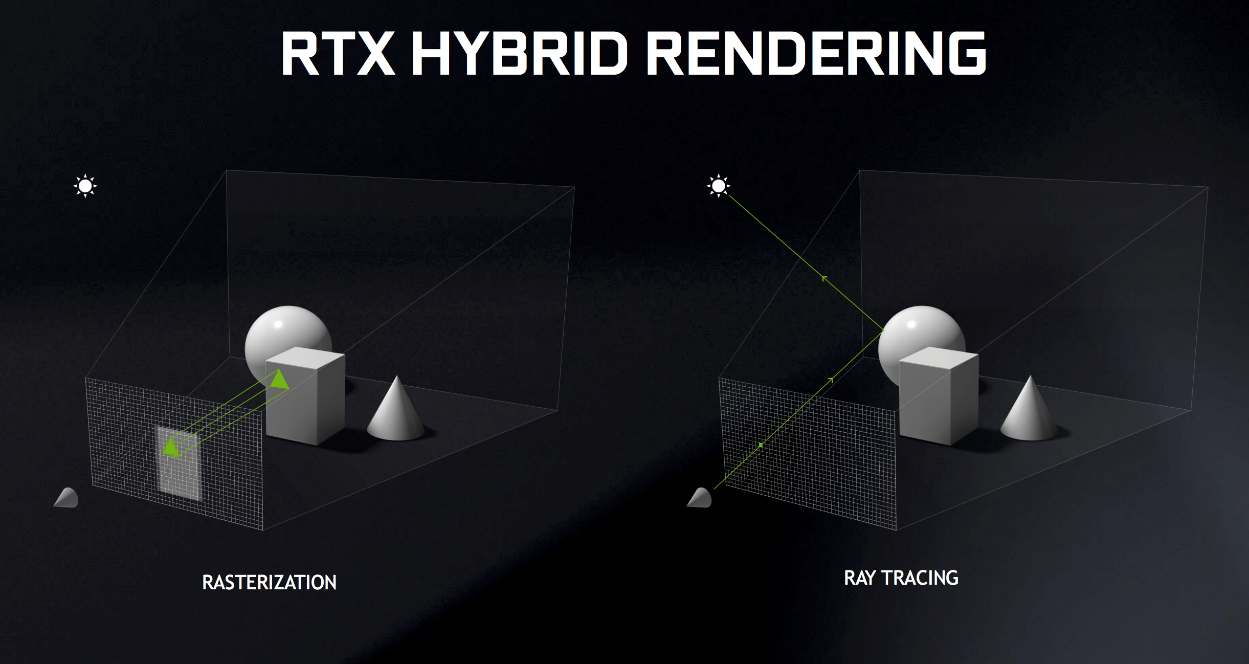 RTX HYBRID RENDERING
RASTERIZATION
RAY TRACING